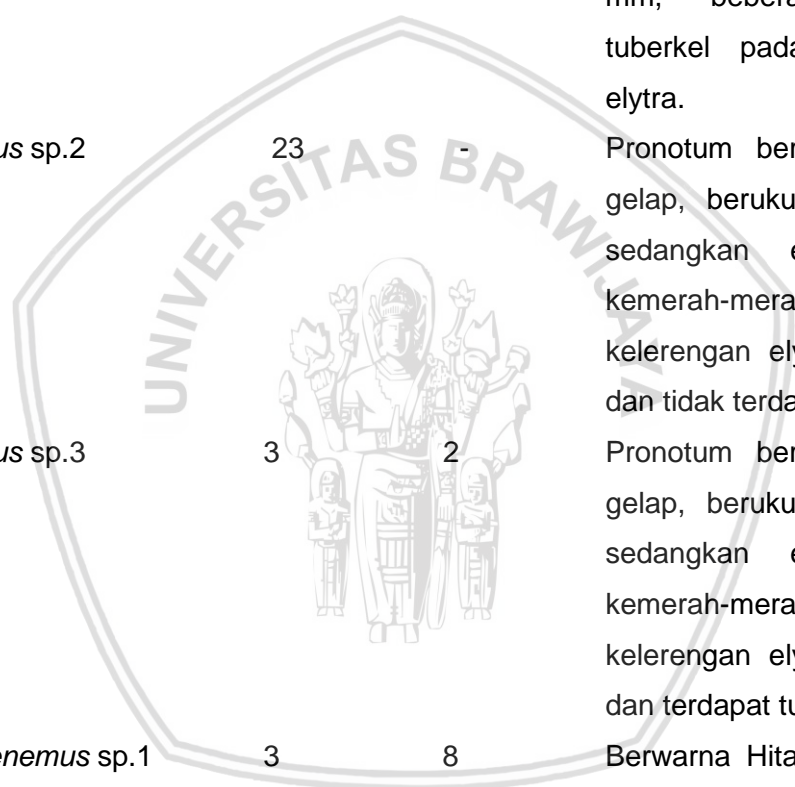 mm, bebera
tuberkel pada
elytra.
us sp.2 23 - Pronotum ber
gelap, beruku
sedangkan e
kemerah-mera
kelerengan ely
dan tidak terda
us sp.3 3 2 Pronotum ber
gelap, beruku
sedangkan e
kemerah-mera
kelerengan ely
dan terdapat tu
enemus sp.1 3 8 Berwarna Hita
UNIVERSITAS BRAWIJAYA